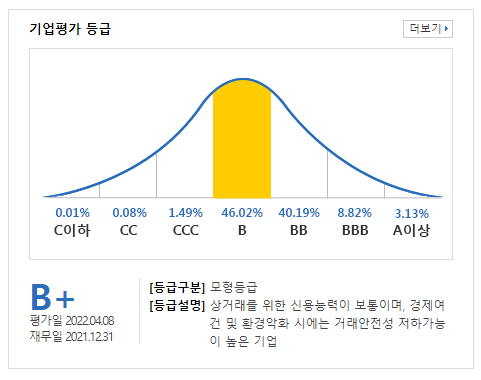 기업평가 등급
더보기
0.01% 0.08% 1.49% 46.02% 40.19% 8.82% 3.13%
C이하 CC CCC B BB BBB A이상
B+
평가일 2022.04.08
재무일 2021.12.31
[등급구분] 모형등급
[등급설명] 상거래를 위한 신용능력이 보통이며, 경제여
건 및 환경악화 시에는 거래안전성 저하가능
이 높은 기업